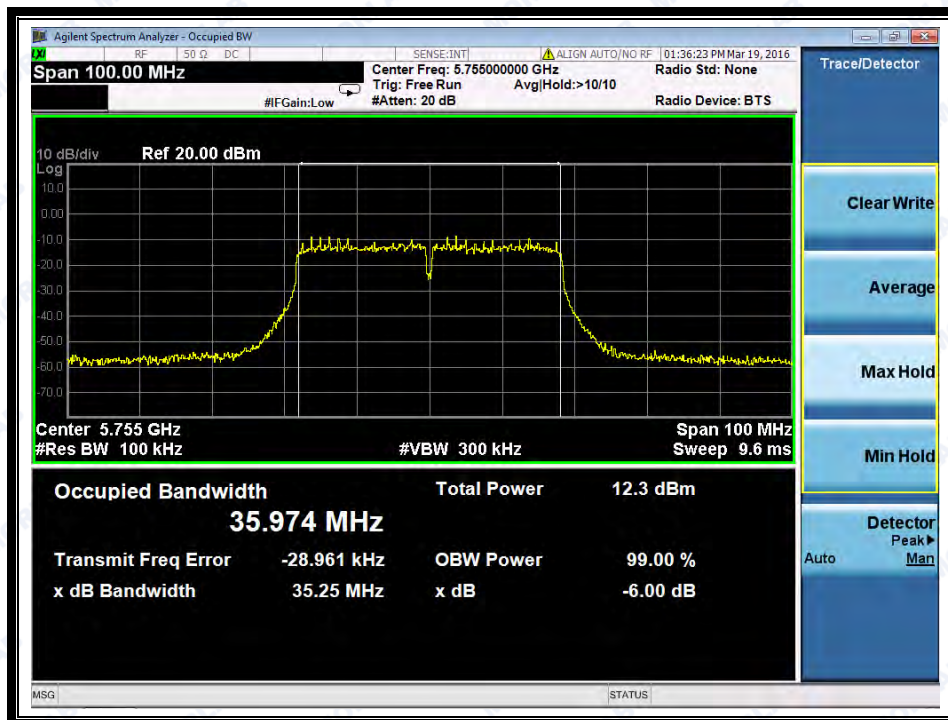 Agilent Spectrum Analyzer - Occupied BW
LXI RF 50 Ω DC SENSE:INT ALIGN AUTO/NO RF 01:36:23 PM Mar 19, 2016
Span 100.00 MHz
Center Freq: 5.755000000 GHz Radio Std: None
Trig: Free Run Avg|Hold:>10/10
#IFGain:Low #Atten: 20 dB Radio Device: BTS
10 dB/div Ref 20.00 dBm
Log
10.0
0.00
-10.0
-20.0
-30.0
-40.0
-50.0
-60.0
-70.0
Center 5.755 GHz Span 100 MHz
#Res BW 100 kHz #VBW 300 kHz Sweep 9.6 ms
Occupied Bandwidth Total Power 12.3 dBm
35.974 MHz
Transmit Freq Error -28.961 kHz OBW Power 99.00 %
x dB Bandwidth 35.25 MHz x dB -6.00 dB
MSG STATUS
Trace/Detector
Clear Write
Average
Max Hold
Min Hold
Detector
Peak▶
Auto Man